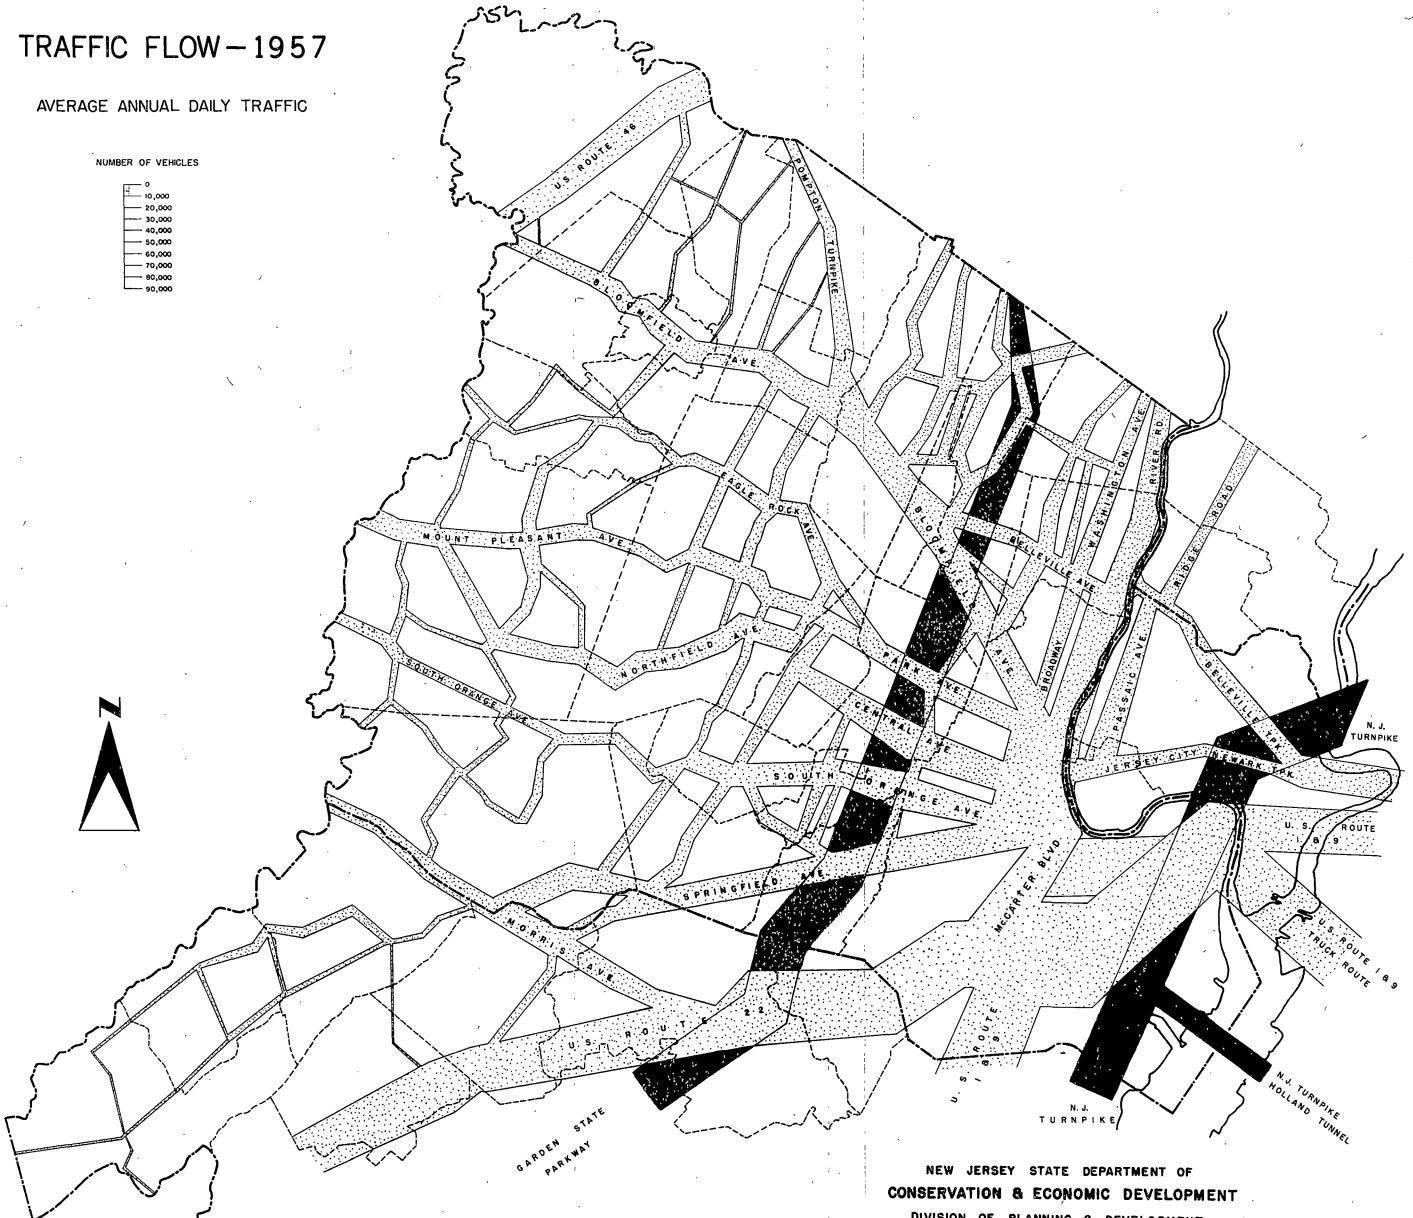 TRAFFIC FLOW-1957
AVERAGE ANNUAL DAILY TRAFFIC
NUMBER OF VEHICLES
0
10,000
20,000
30,000
40,000
50,000
60,000
70,000
80,000
90,000
U.S. ROUTE 46
POMPTON TURNPIKE
BLOOMFIELD AVE.
EAGLE ROCK AVE.
MOUNT PLEASANT AVE.
BLOOMFIELD AVE.
BELLEVILLE AVE.
WASHINGTON AVE.
RIVER RD.
RIDGE ROAD
NORTHFIELD AVE.
PARK AVE.
BROADWAY
PASSAIC AVE.
BELLEVILLE TPK.
SOUTH ORANGE AVE.
CENTRAL AVE.
N.J.
TURNPIKE
JERSEY CITY NEWARK TPK.
SOUTH ORANGE AVE.
U.S. ROUTE
1 & 9
N
McCARTER BLVD.
SPRINGFIELD AVE.
MORRIS AVE.
U.S. ROUTE 1 & 9
TRUCK ROUTE
U.S. ROUTE 22
U.S. ROUTE
1 & 9
N.J.
TURNPIKE
N.J. TURNPIKE
HOLLAND TUNNEL
GARDEN STATE
PARKWAY
NEW JERSEY STATE DEPARTMENT OF
CONSERVATION & ECONOMIC DEVELOPMENT
DIVISION OF PLANNING & DEVELOPMENT